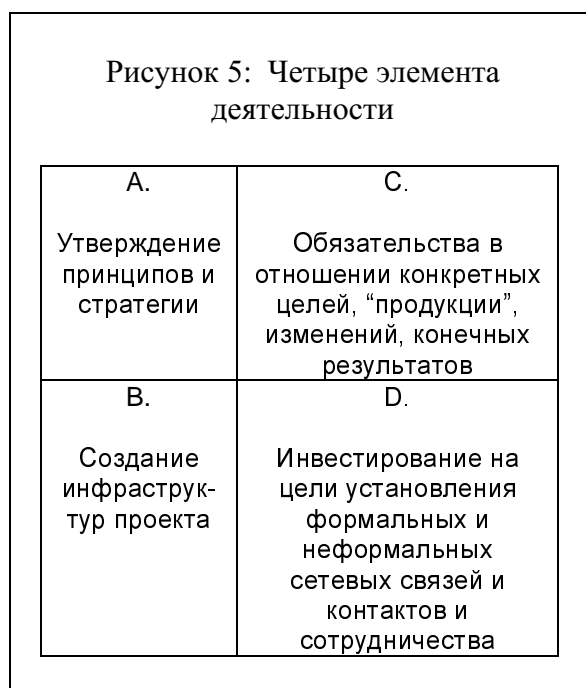 Рисунок 5:  Четыре элемента
деятельности
A.
Утверждение
принципов и
стратегии
C.
Обязательства в
отношении конкретных
целей, “продукции”,
изменений, конечных
результатов
B.
Создание
инфраструк-
тур проекта
D.
Инвестирование на
цели установления
формальных и
неформальных
сетевых связей и
контактов и
сотрудничества